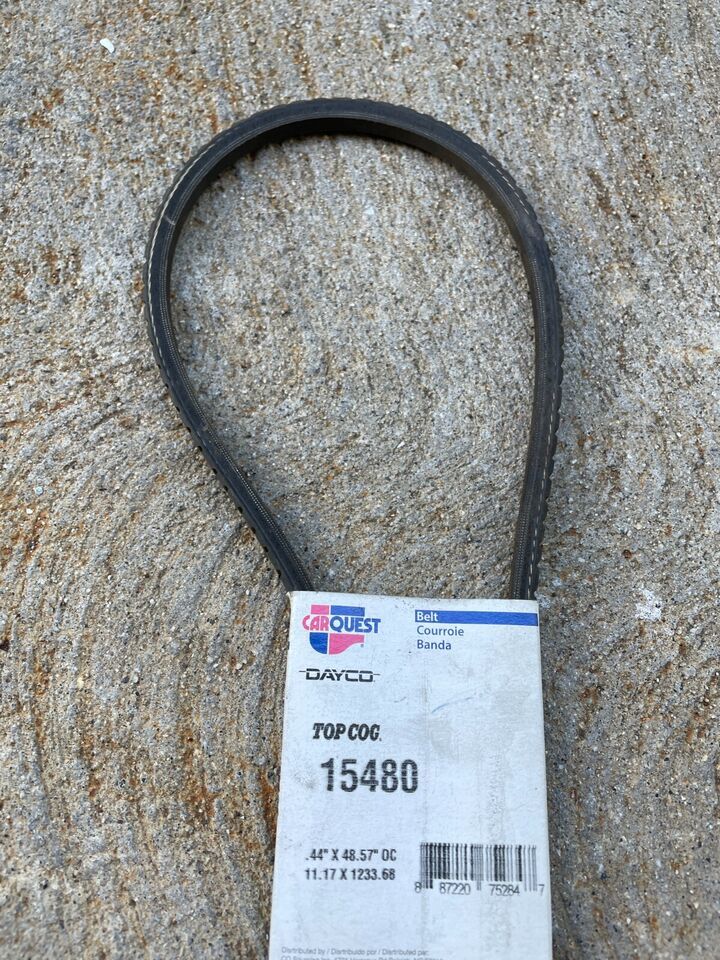 CARQUEST
Belt
Courroie
Banda
DAYCO
TOP COG
15480
.44" X 48.57" OC
11.17 X 1233.68
8 87220 75284 7
Distributed by / Distribuido por / Distribué par: